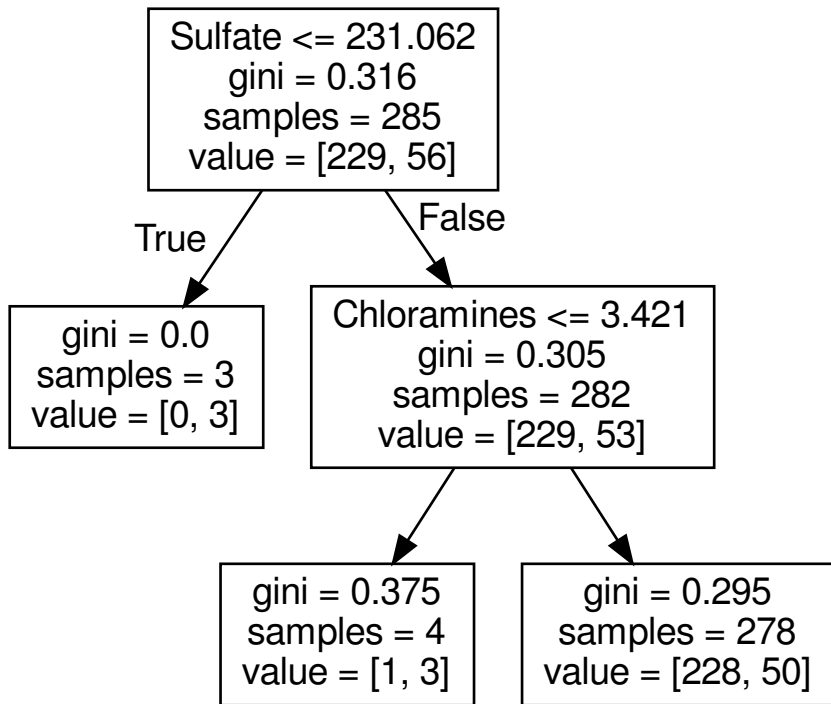 Sulfate <= 231.062
gini = 0.316
samples = 285
value = [229, 56]
True
False
gini = 0.0
samples = 3
value = [0, 3]
Chloramines <= 3.421
gini = 0.305
samples = 282
value = [229, 53]
gini = 0.375
samples = 4
value = [1, 3]
gini = 0.295
samples = 278
value = [228, 50]